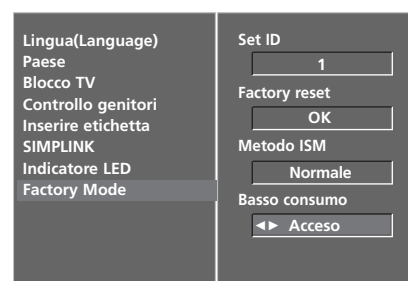 Lingua(Language)
Paese
Blocco TV
Controllo genitori
Inserire etichetta
SIMPLINK
Indicatore LED
Factory Mode
Set ID
1
Factory reset
OK
Metodo ISM
Normale
Basso consumo
◄► Acceso